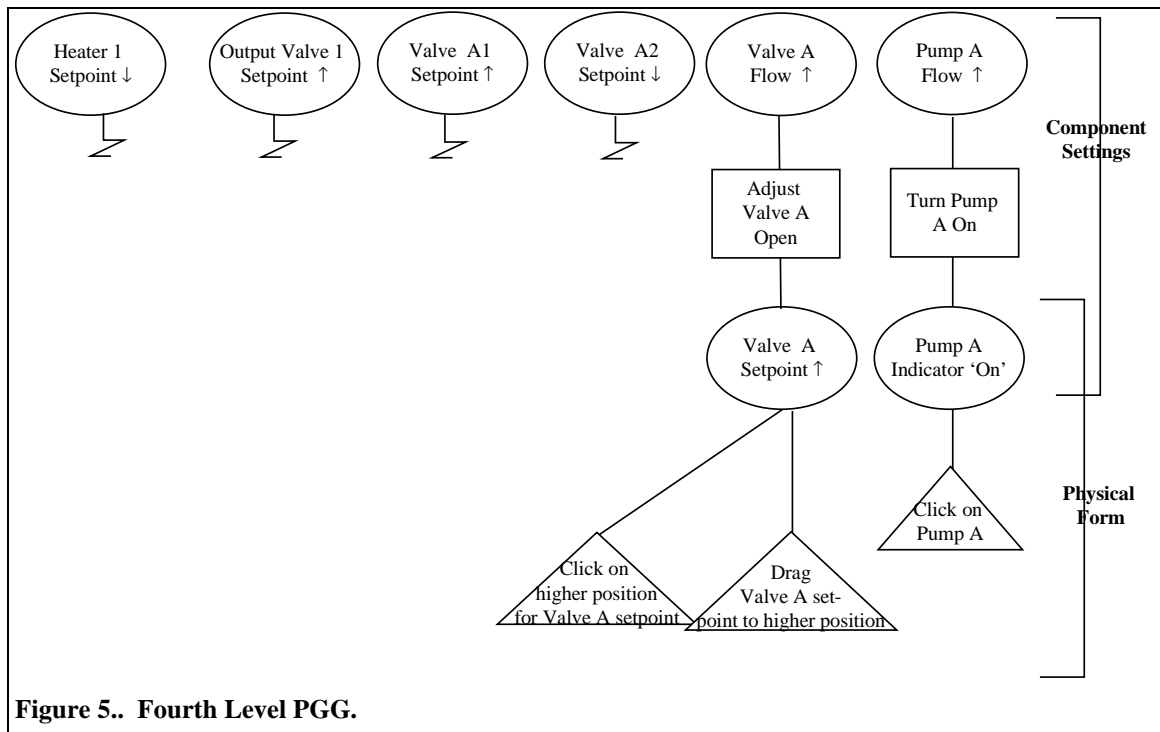 Heater 1
Setpoint ↓
Output Valve 1
Setpoint ↑
Valve A1
Setpoint ↑
Valve A2
Setpoint ↓
Valve A
Flow ↑
Pump A
Flow ↑
Component
Settings
Adjust
Valve A
Open
Turn Pump
A On
Valve A
Setpoint ↑
Pump A
Indicator ‘On’
Physical
Form
Click on
Pump A
Click on
higher position
for Valve A setpoint
Drag
Valve A set-
point to higher position
Figure 5.. Fourth Level PGG.